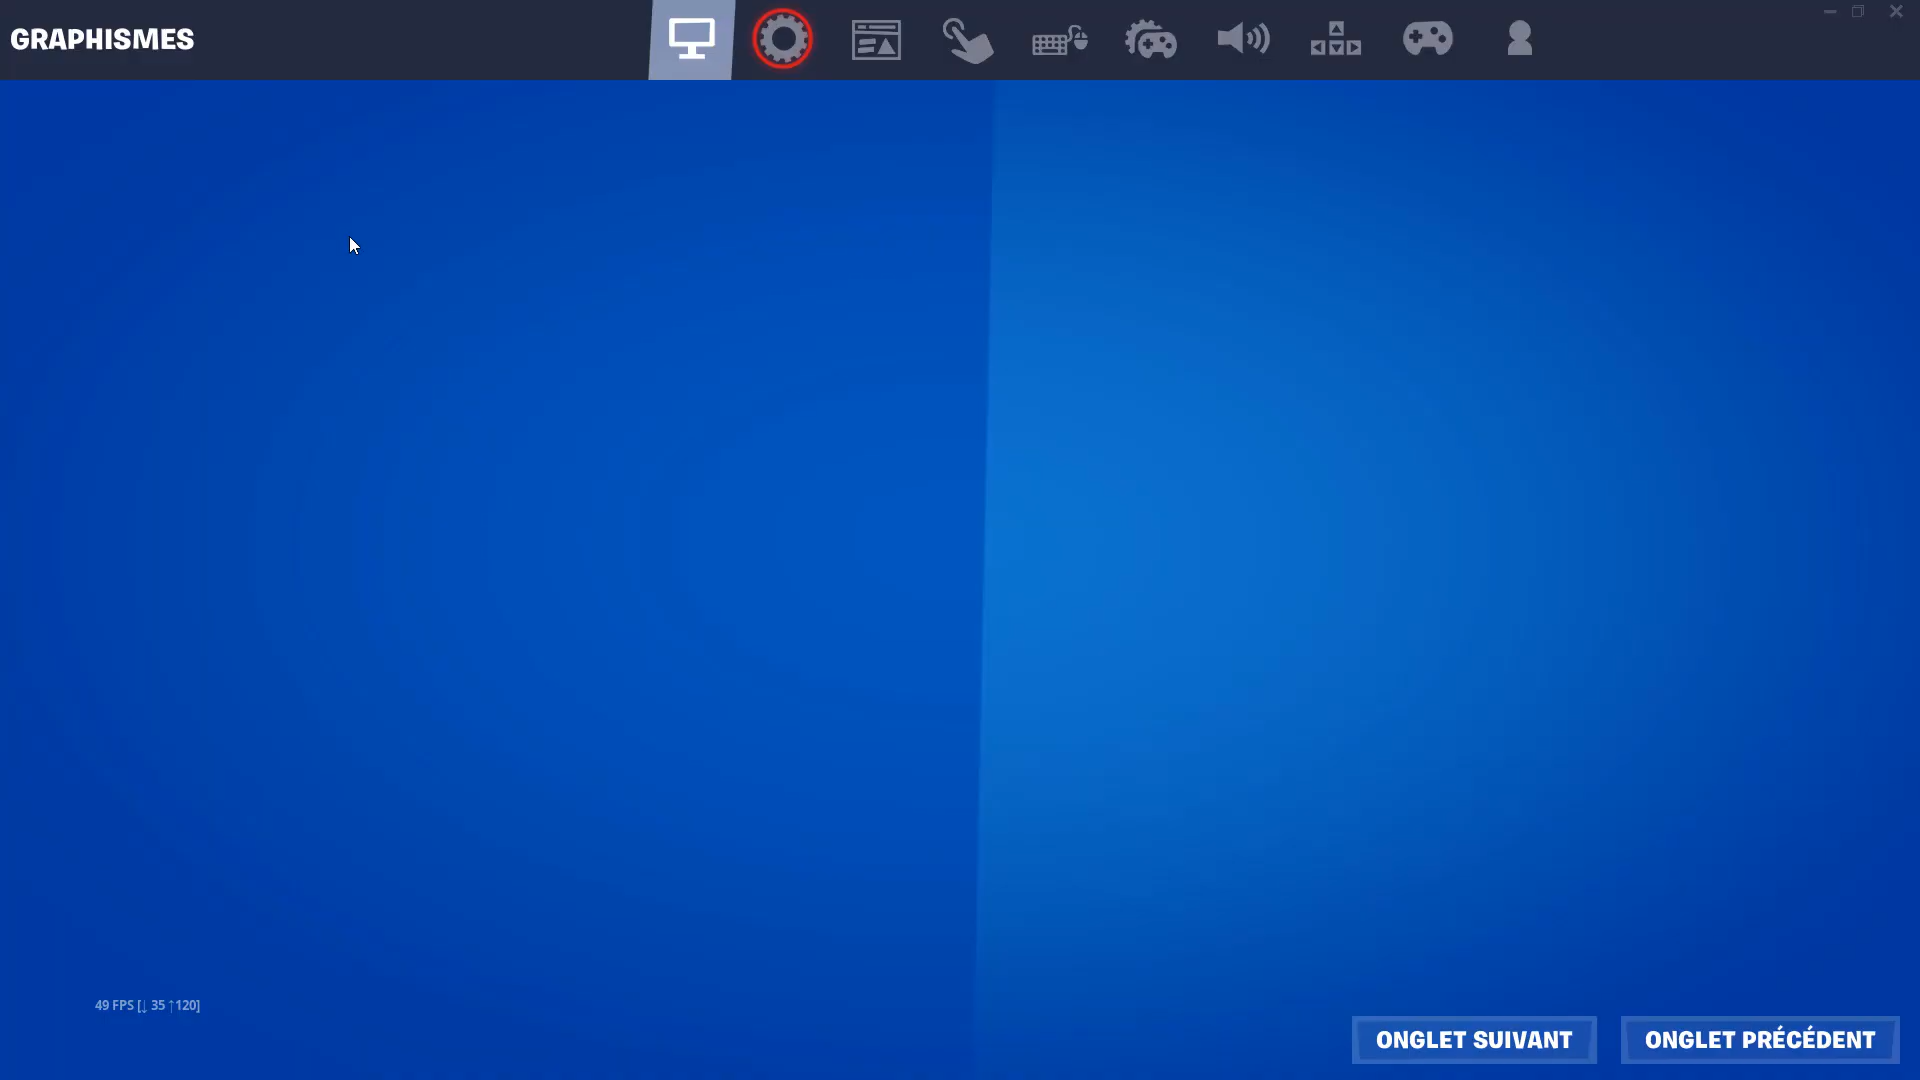 GRAPHISMES
49 FPS [↓ 35 ↑120]
ONGLET SUIVANT
ONGLET PRÉCÉDENT